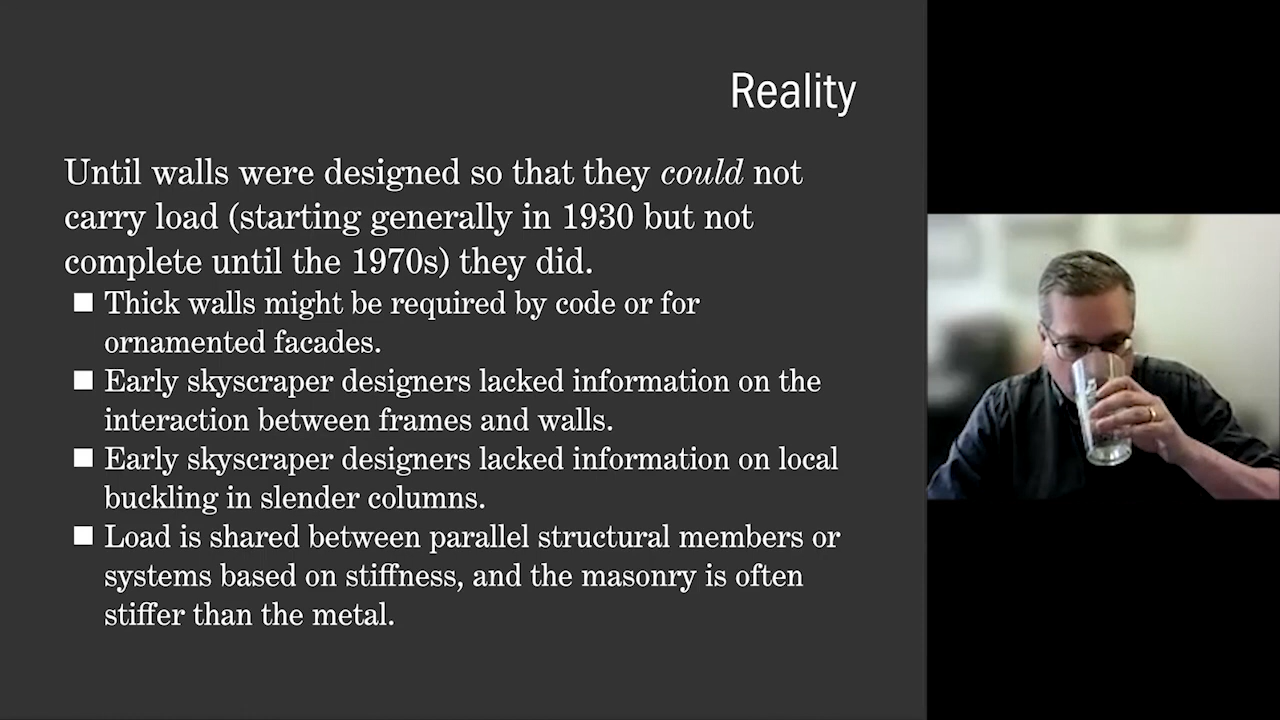 Reality
Until walls were designed so that they could not
carry load (starting generally in 1930 but not
complete until the 1970s) they did.
■ Thick walls might be required by code or for
ornamented facades.
■ Early skyscraper designers lacked information on the
interaction between frames and walls.
■ Early skyscraper designers lacked information on local
buckling in slender columns.
■ Load is shared between parallel structural members or
systems based on stiffness, and the masonry is often
stiffer than the metal.